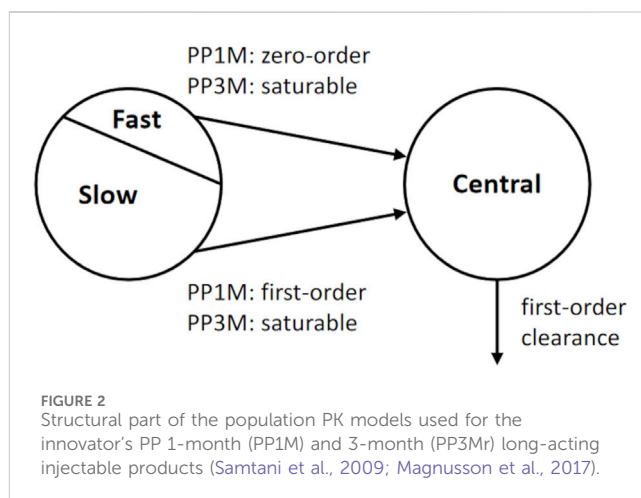 PP1M: zero-order
PP3M: saturable
Fast
Slow
Central
PP1M: first-order
PP3M: saturable
first-order
clearance
FIGURE 2
Structural part of the population PK models used for the
innovator's PP 1-month (PP1M) and 3-month (PP3Mr) long-acting
injectable products (Samtani et al., 2009; Magnusson et al., 2017).